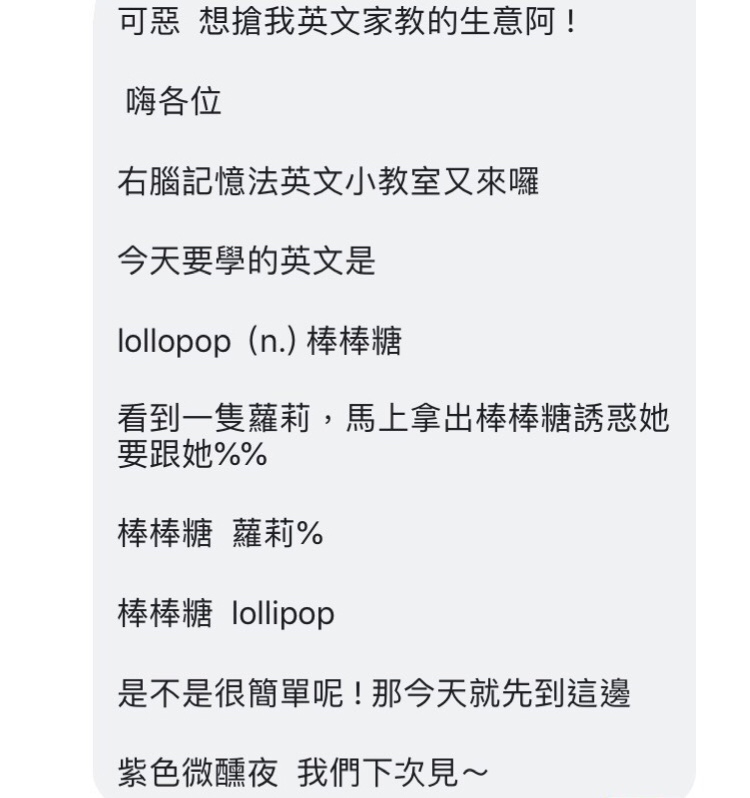 可惡 想搶我英文家教的生意阿！
嗨各位
右腦記憶法英文小教室又來囉
今天要學的英文是
lollopop (n.) 棒棒糖
看到一隻蘿莉，馬上拿出棒棒糖誘惑她
要跟她%%
棒棒糖 蘿莉%
棒棒糖 lollipop
是不是很簡單呢！那今天就先到這邊
紫色微醺夜 我們下次見～